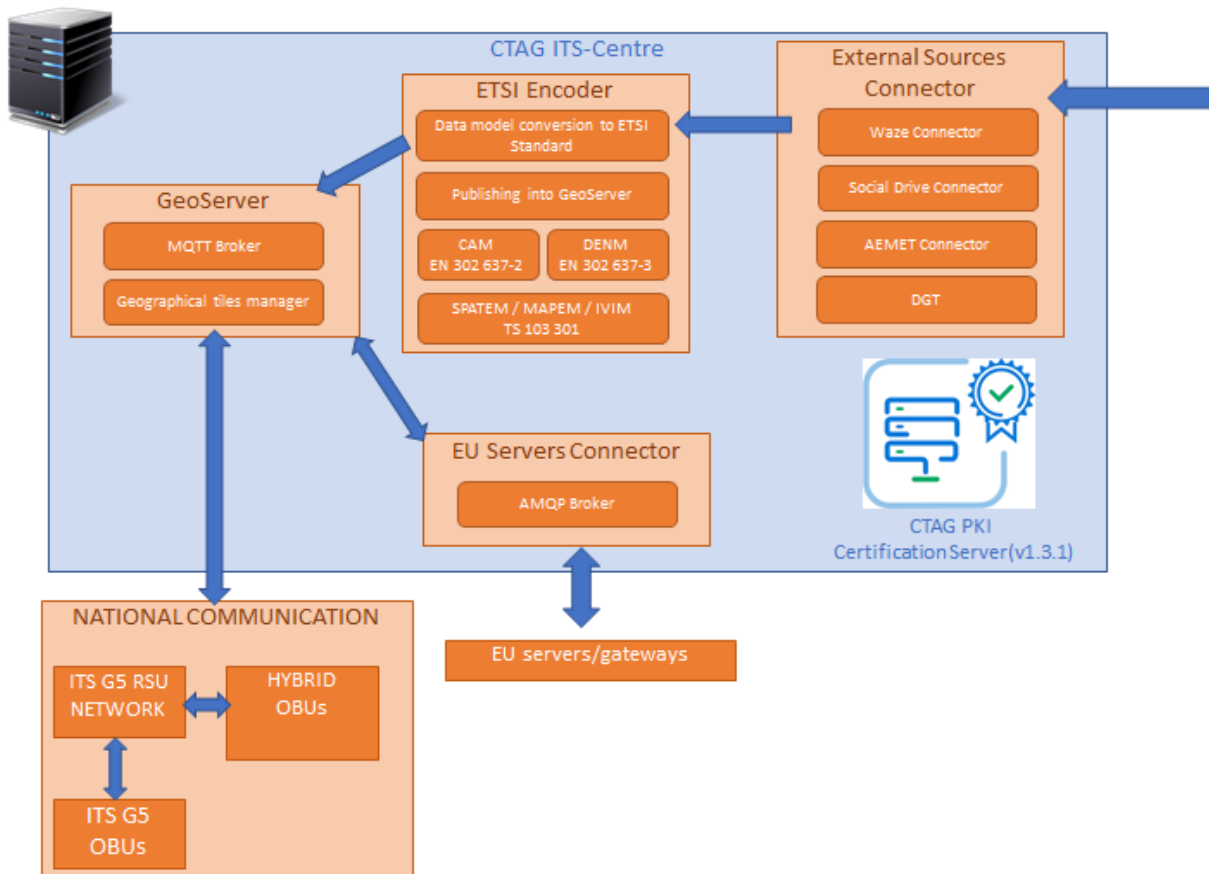 CTAG ITS-Centre
External Sources
Connector
Waze Connector
Social Drive Connector
AEMET Connector
DGT
ETSI Encoder
Data model conversion to ETSI
Standard
Publishing into GeoServer
CAM
EN 302 637-2
DENM
EN 302 637-3
SPATEM / MAPEM / IVIM
TS 103 301
GeoServer
MQTT Broker
Geographical tiles manager
EU Servers Connector
AMQP Broker
CTAG PKI
Certification Server(v1.3.1)
NATIONAL COMMUNICATION
ITS G5 RSU
NETWORK
HYBRID
OBUs
ITS G5
OBUs
EU servers/gateways